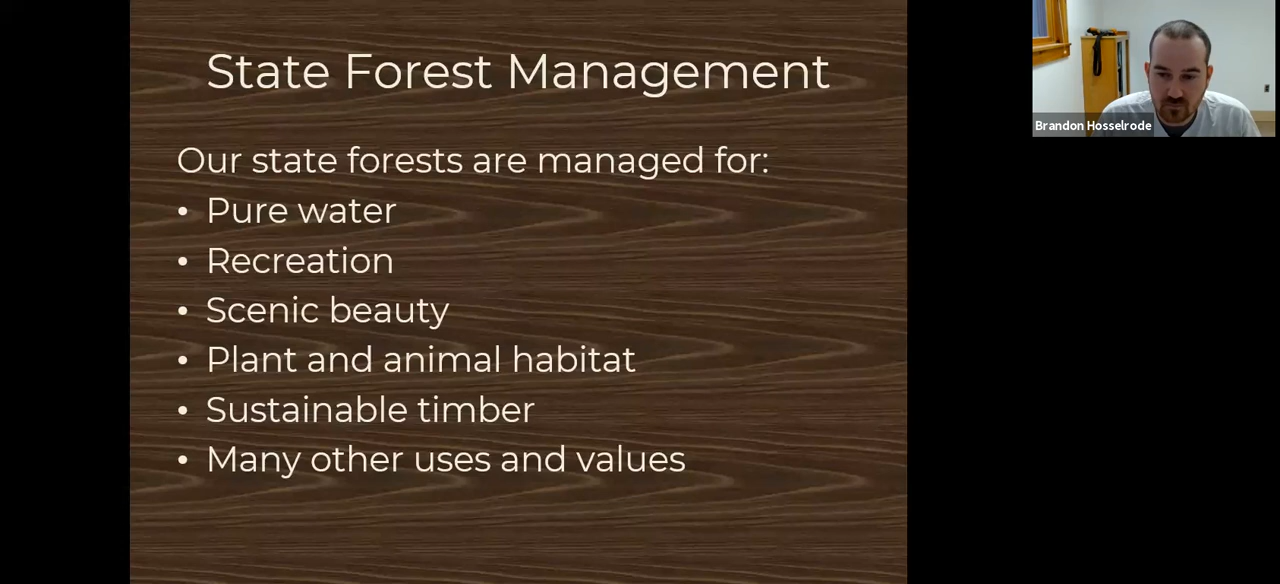 State Forest Management
Our state forests are managed for:
• Pure water
• Recreation
• Scenic beauty
• Plant and animal habitat
• Sustainable timber
• Many other uses and values
Brandon Hosselrode